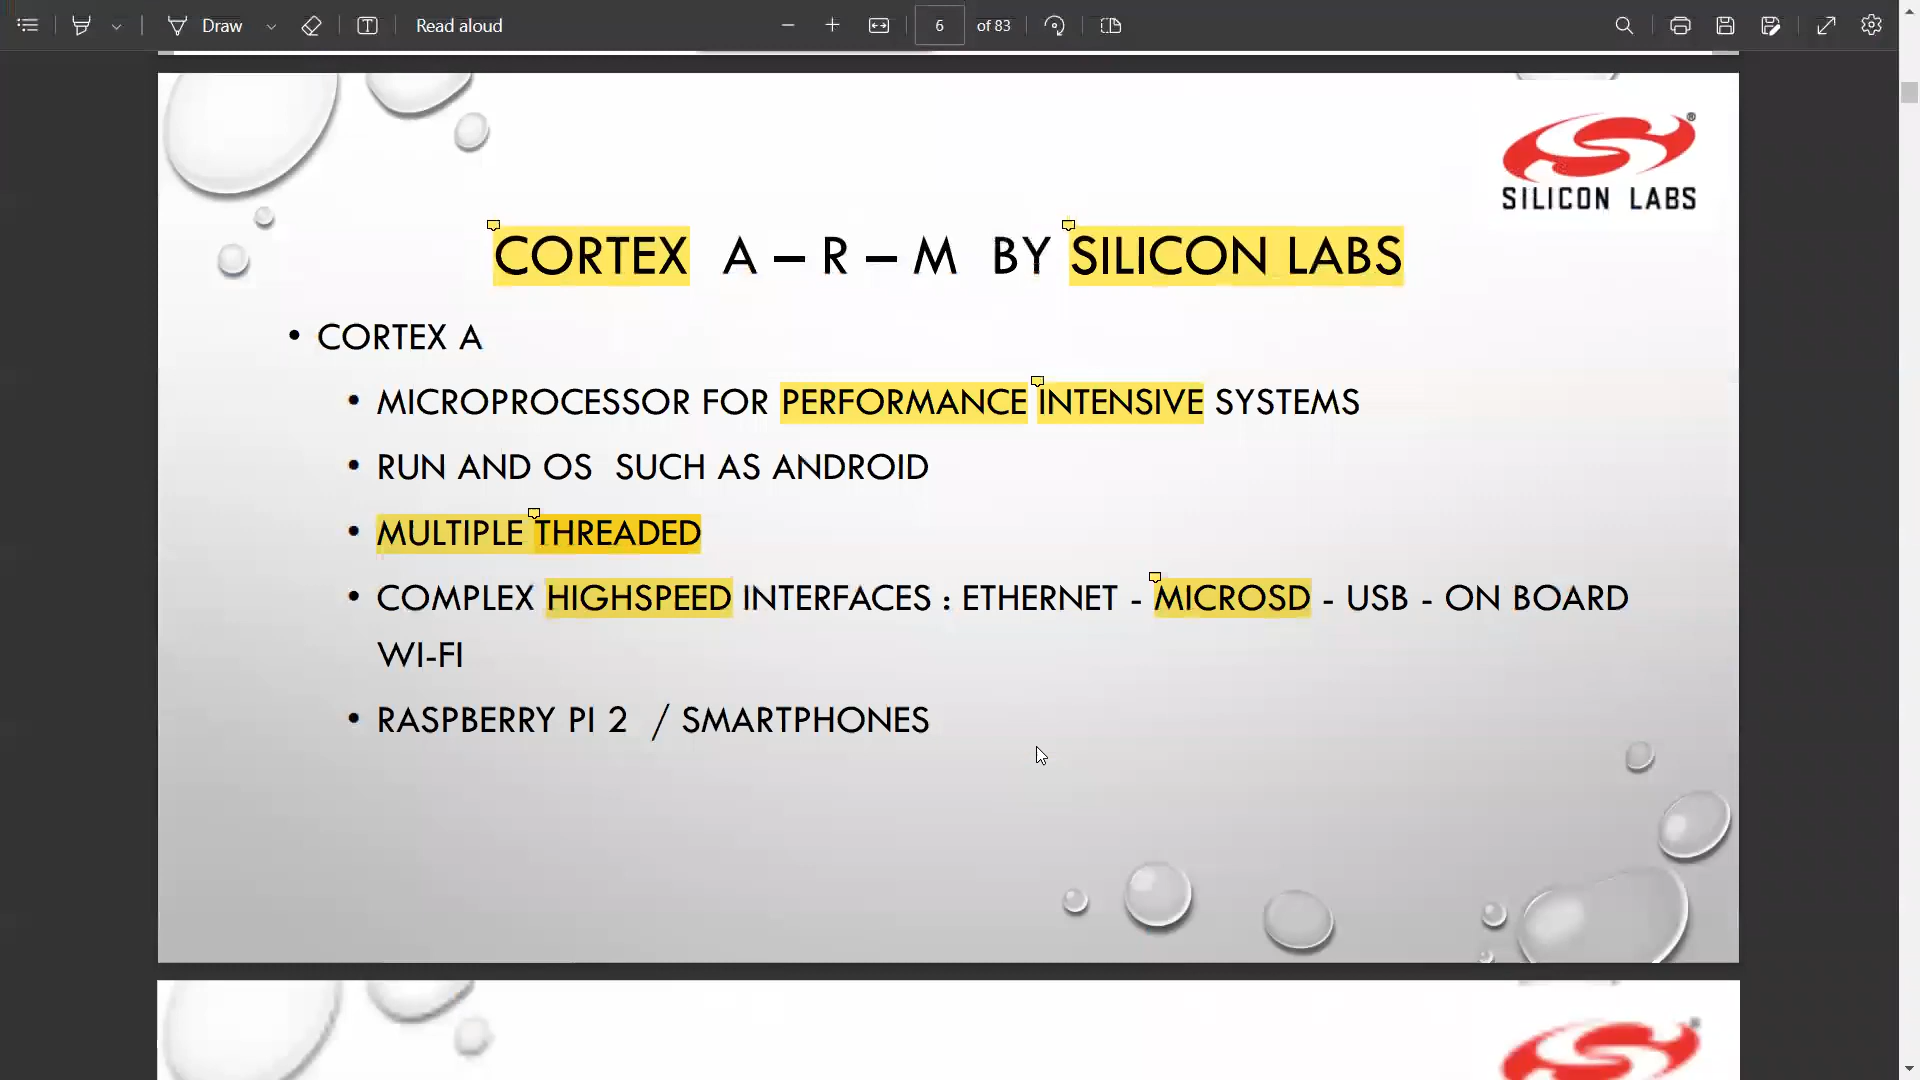 Draw
Read aloud
6 of 83
SILICON LABS
CORTEX A – R – M BY SILICON LABS
• CORTEX A
• MICROPROCESSOR FOR PERFORMANCE INTENSIVE SYSTEMS
• RUN AND OS SUCH AS ANDROID
• MULTIPLE THREADED
• COMPLEX HIGHSPEED INTERFACES : ETHERNET - MICROSD - USB - ON BOARD
WI-FI
• RASPBERRY PI 2 / SMARTPHONES